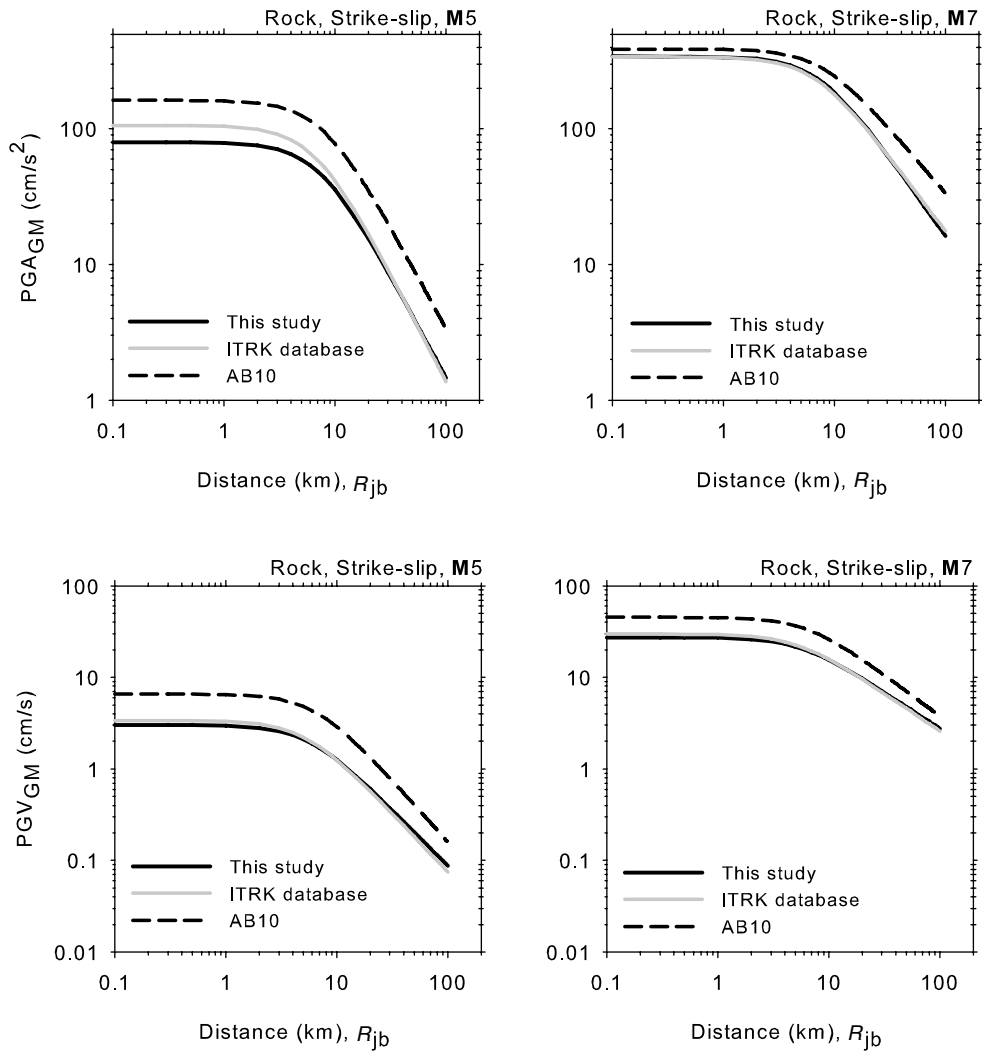 Rock, Strike-slip, M5
PGA_GM (cm/s²)
100
10
1
This study
ITRK database
AB10
0.1 1 10 100
Distance (km), R_jb
Rock, Strike-slip, M7
100
10
1
This study
ITRK database
AB10
0.1 1 10 100
Distance (km), R_jb
Rock, Strike-slip, M5
PGV_GM (cm/s)
100
10
1
0.1
0.01
This study
ITRK database
AB10
0.1 1 10 100
Distance (km), R_jb
Rock, Strike-slip, M7
100
10
1
0.1
0.01
This study
ITRK database
AB10
0.1 1 10 100
Distance (km), R_jb